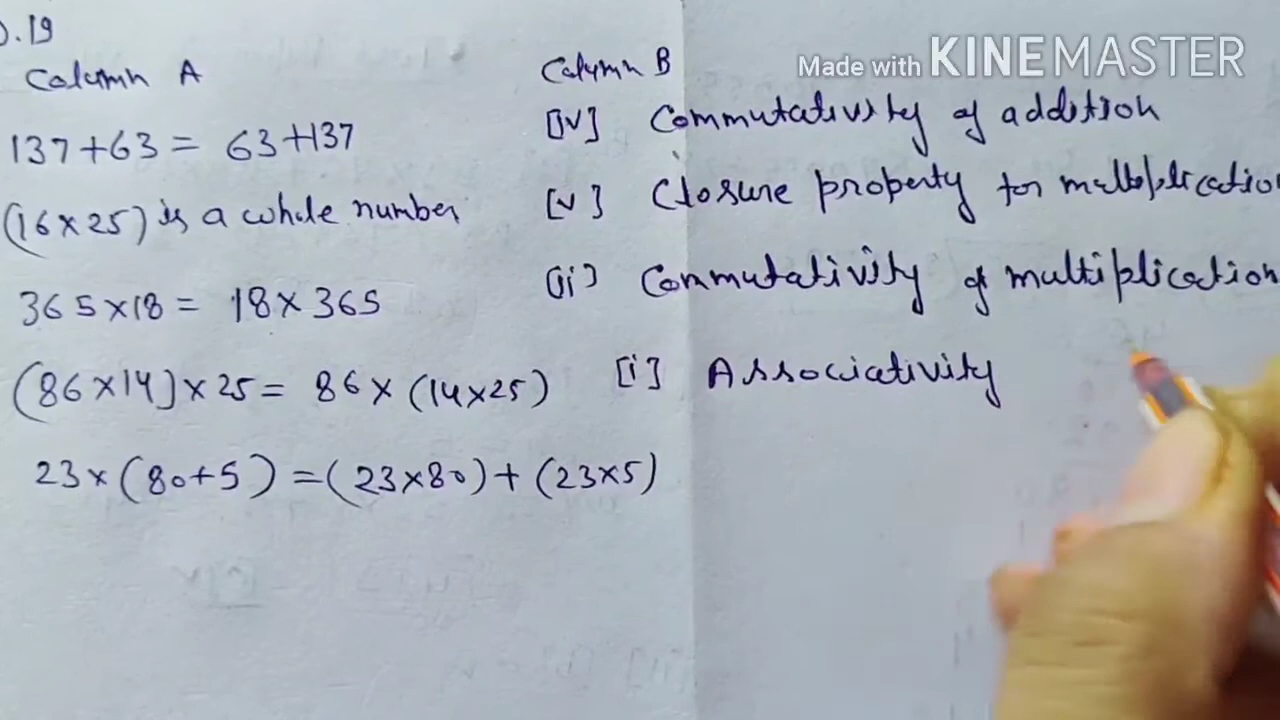 Q.19
Made with KINEMASTER
Column A Column B
137+63 = 63+137 [iv] Commutativity of addition
(16×25) is a whole number [v] Closure property for multiplication
365×18 = 18×365 [ii] Commutativity of multiplication
(86×14)×25 = 86×(14×25) [i] Associativity
23×(80+5) = (23×80)+(23×5)